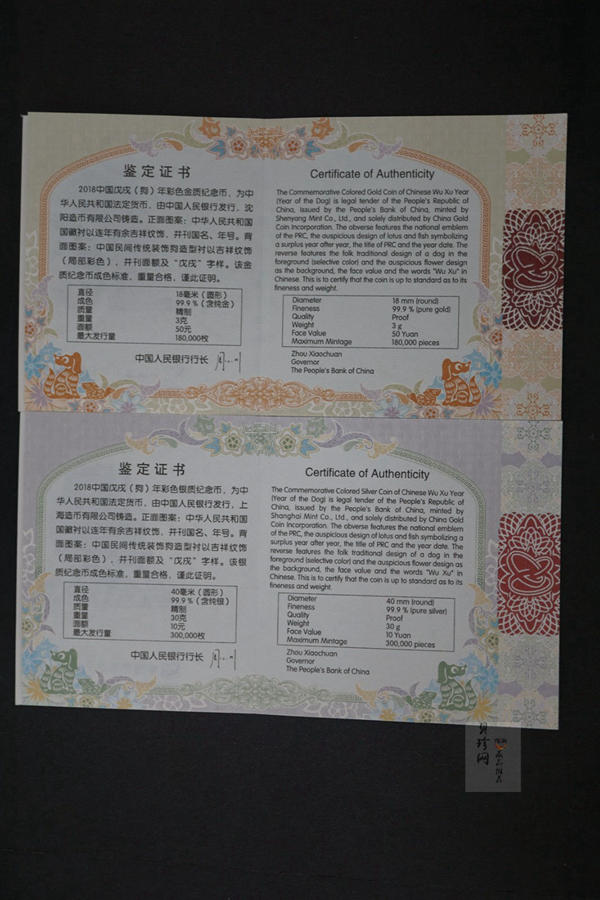 鉴定证书
2018中国戊戌（狗）年彩色金质纪念币，为中
华人民共和国法定货币，由中国人民银行发行，沈
阳造币有限公司铸造。正面图案：中华人民共和国
国徽衬以连年有余吉祥纹饰，并刊国名、年号。背
面图案：中国民间传统装饰狗造型衬以吉祥纹饰
（局部彩色），并刊面额及“戊戌”字样。该金
质纪念币成色标准，重量合格，谨此证明。
直径 18毫米（圆形）
成色 99.9%（含纯金）
质量 精制
重量 3克
面额 50元
最大发行量 180,000枚
中国人民银行行长
Certificate of Authenticity
The Commemorative Colored Gold Coin of Chinese Wu Xu Year
(Year of the Dog) is legal tender of the People's Republic of
China, issued by the People's Bank of China, minted by
Shenyang Mint Co., Ltd., and solely distributed by China Gold
Coin Incorporation. The obverse features the national emblem
of the PRC, the auspicious design of lotus and fish symbolizing
a surplus year after year, the title of PRC and the year date. The
reverse features the folk traditional design of a dog in the
foreground (selective color) and the auspicious flower design
as the background, the face value and the words "Wu Xu" in
Chinese. This is to certify that the coin is up to standard as to its
fineness and weight.
Diameter 18 mm (round)
Fineness 99.9 % (pure gold)
Quality Proof
Weight 3 g
Face Value 50 Yuan
Maximum Mintage 180,000 pieces
Zhou Xiaochuan
Governor
The People's Bank of China
鉴定证书
2018中国戊戌（狗）年彩色银质纪念币，为中
华人民共和国法定货币，由中国人民银行发行，上
海造币有限公司铸造。正面图案：中华人民共和国
国徽衬以连年有余吉祥纹饰，并刊国名、年号。背
面图案：中国民间传统装饰狗造型衬以吉祥纹饰
（局部彩色），并刊面额及“戊戌”字样。该银
质纪念币成色标准，重量合格，谨此证明。
直径 40毫米（圆形）
成色 99.9%（含纯银）
质量 精制
重量 30克
面额 10元
最大发行量 300,000枚
中国人民银行行长
Certificate of Authenticity
The Commemorative Colored Silver Coin of Chinese Wu Xu Year
(Year of the Dog) is legal tender of the People's Republic of
China, issued by the People's Bank of China, minted by
Shanghai Mint Co., Ltd., and solely distributed by China Gold
Coin Incorporation. The obverse features the national emblem
of the PRC, the auspicious design of lotus and fish symbolizing a
surplus year after year, the title of PRC and the year date. The
reverse features the folk traditional design of a dog in the
foreground (selective color) and the auspicious flower design as
the background, the face value and the words "Wu Xu" in
Chinese. This is to certify that the coin is up to standard as to its
fineness and weight.
Diameter 40 mm (round)
Fineness 99.9 % (pure silver)
Quality Proof
Weight 30 g
Face Value 10 Yuan
Maximum Mintage 300,000 pieces
Zhou Xiaochuan
Governor
The People's Bank of China